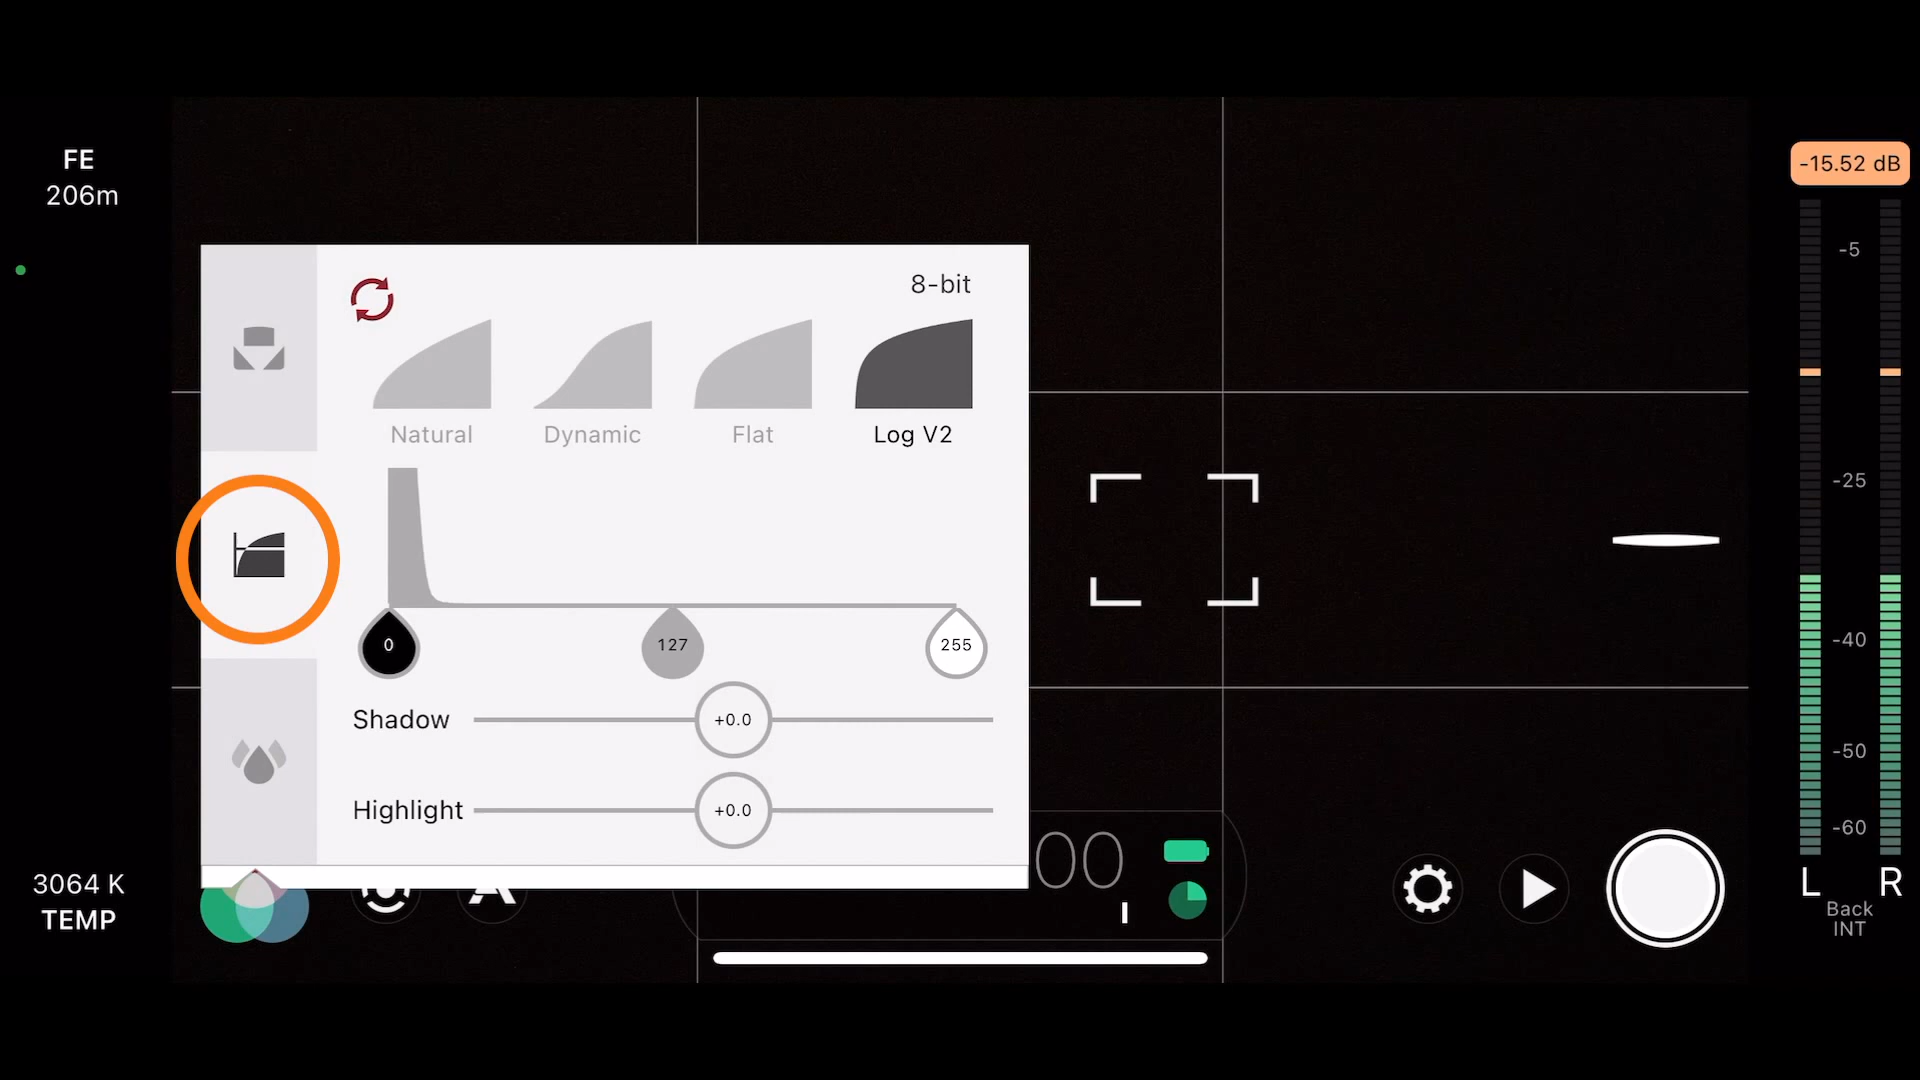 FE
206m
-15.52 dB
-5
8-bit
Natural
Dynamic
Flat
Log V2
-25
0
127
255
-40
Shadow
+0.0
-50
Highlight
+0.0
-60
00
3064 K
TEMP
L
R
Back
INT